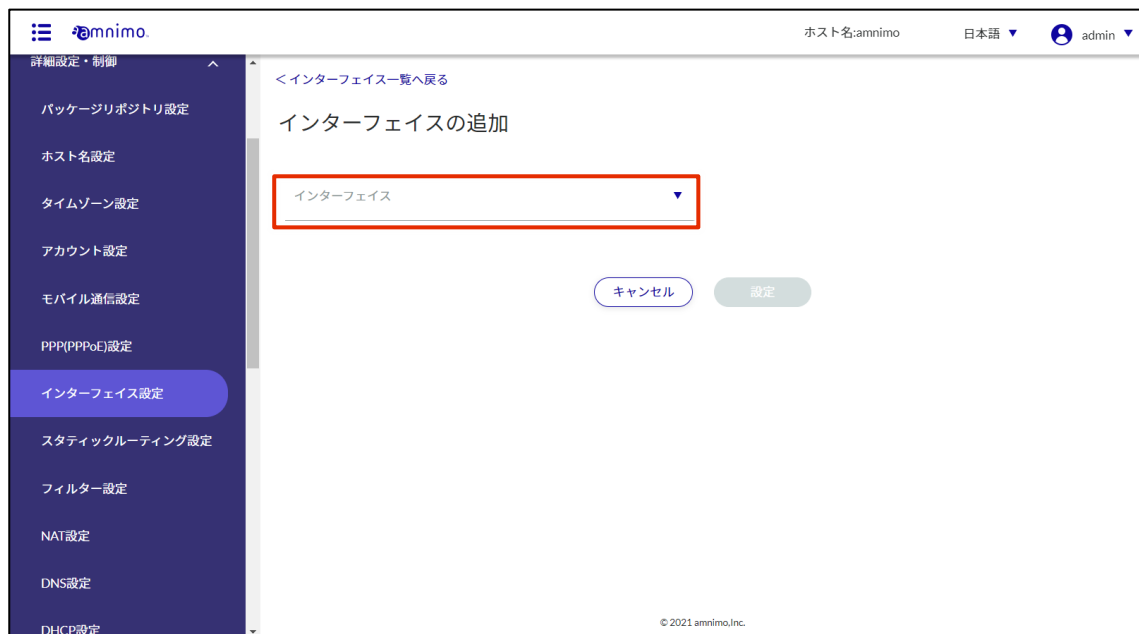 amnimo.
ホスト名:amnimo
日本語 ▼
admin ▼
詳細設定・制御
パッケージリポジトリ設定
ホスト名設定
タイムゾーン設定
アカウント設定
モバイル通信設定
PPP(PPPoE)設定
インターフェイス設定
スタティックルーティング設定
フィルター設定
NAT設定
DNS設定
DHCP設定
＜インターフェイス一覧へ戻る
インターフェイスの追加
インターフェイス ▼
キャンセル
設定
© 2021 amnimo,Inc.